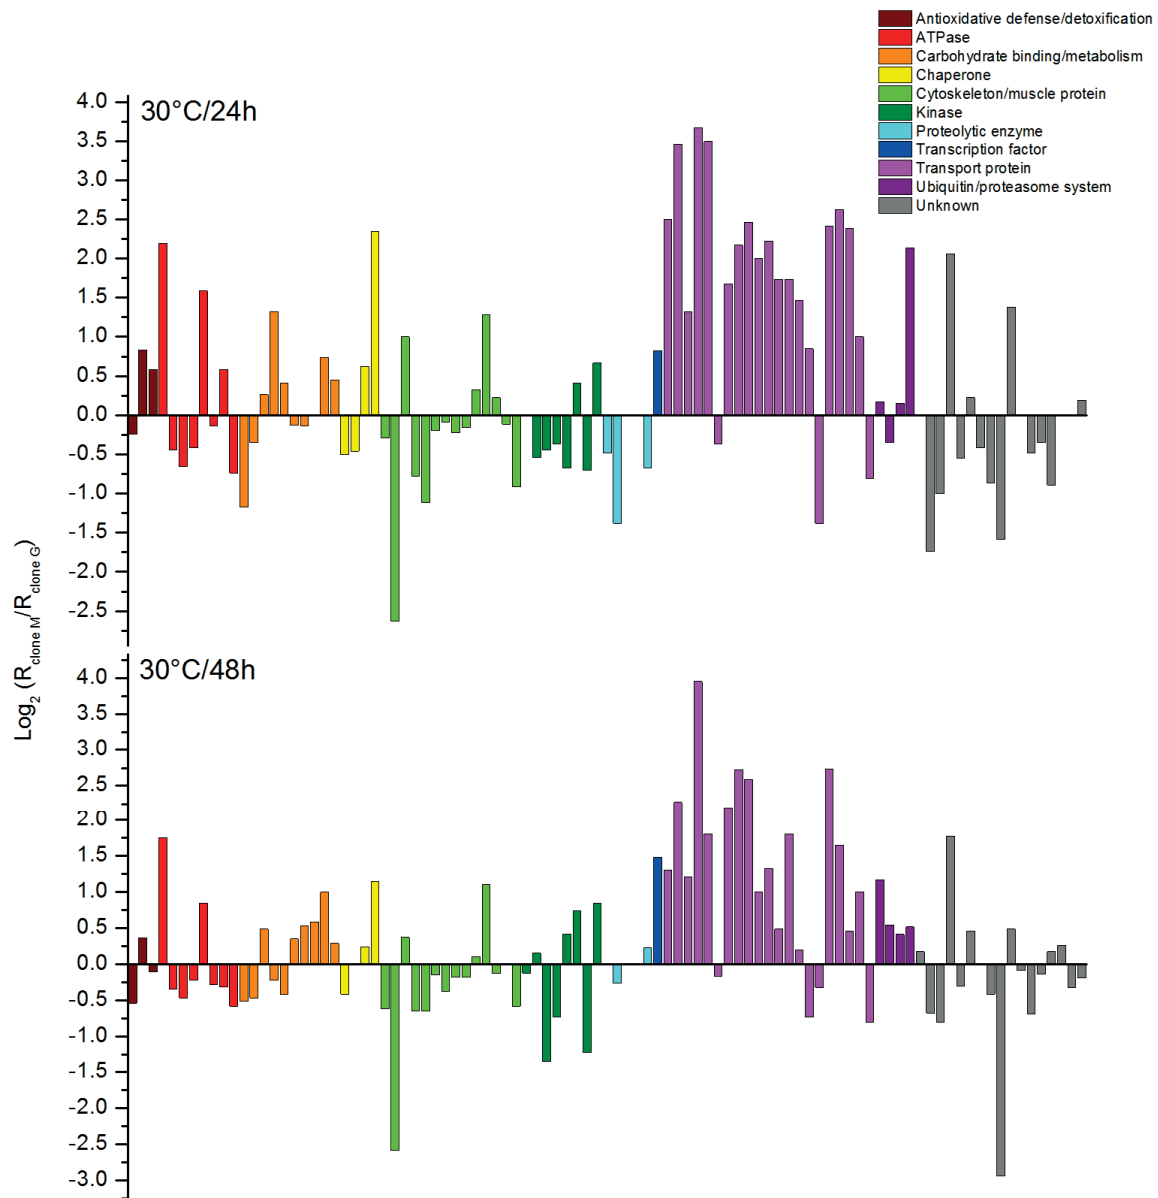 Antioxidative defense/detoxification
ATPase
Carbohydrate binding/metabolism
Chaperone
Cytoskeleton/muscle protein
Kinase
Proteolytic enzyme
Transcription factor
Transport protein
Ubiquitin/proteasome system
Unknown
30°C/24h
4.0
3.5
3.0
2.5
2.0
1.5
1.0
0.5
0.0
-0.5
-1.0
-1.5
-2.0
-2.5
Log2 (Rclone M/Rclone G)
30°C/48h
4.0
3.5
3.0
2.5
2.0
1.5
1.0
0.5
0.0
-0.5
-1.0
-1.5
-2.0
-2.5
-3.0